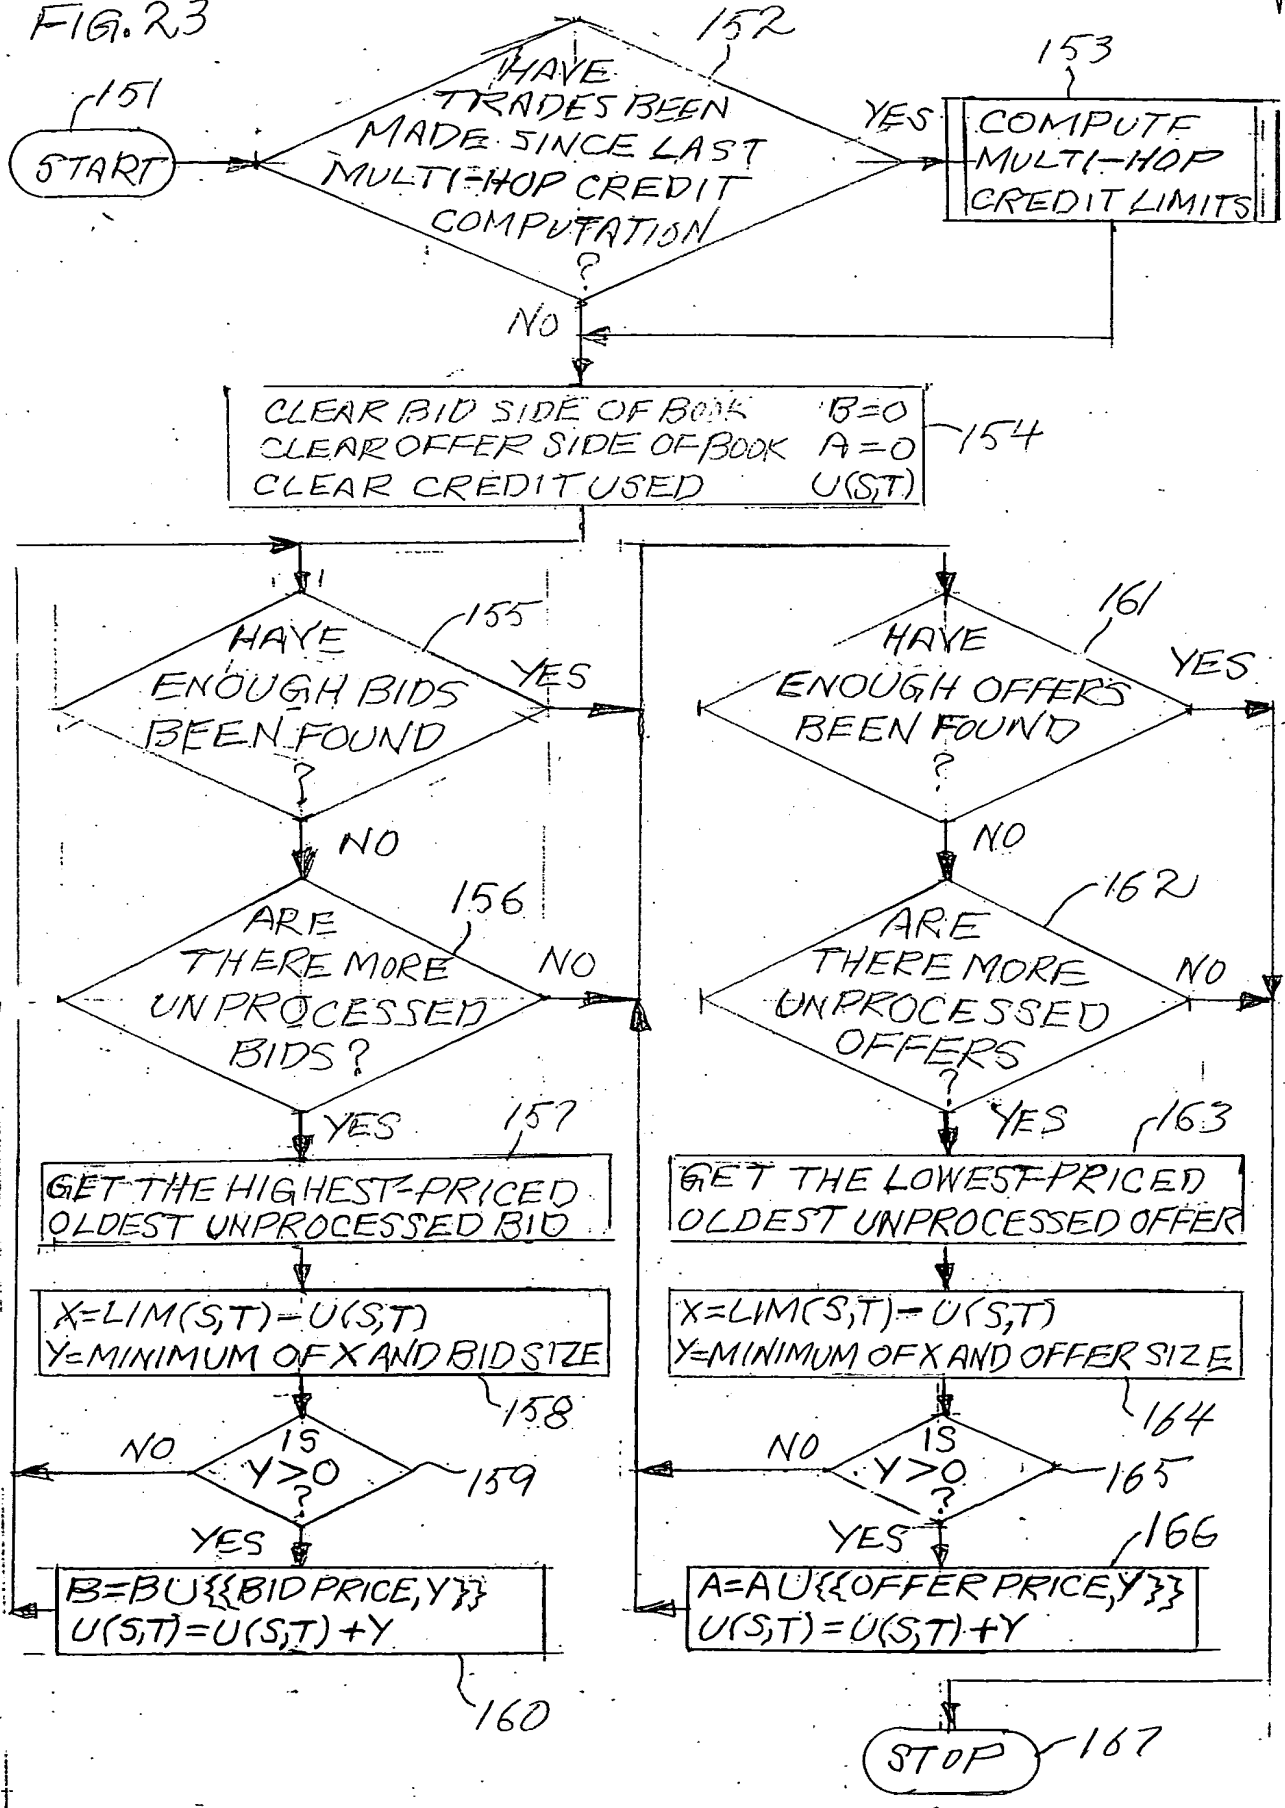 FIG. 23
152
153
151
START
HAVE
TRADES BEEN
MADE SINCE LAST
MULTI-HOP CREDIT
COMPUTATION
?
YES
COMPUTE
MULTI-HOP
CREDIT LIMITS
NO
CLEAR BID SIDE OF BOOK B=0
CLEAR OFFER SIDE OF BOOK A=0
CLEAR CREDIT USED U(S,T)
154
155
HAVE
ENOUGH BIDS
BEEN FOUND
?
YES
NO
161
HAVE
ENOUGH OFFERS
BEEN FOUND
?
YES
NO
156
ARE
THERE MORE
UNPROCESSED
BIDS?
NO
YES
162
ARE
THERE MORE
UNPROCESSED
OFFERS
?
NO
YES
157
GET THE HIGHEST-PRICED
OLDEST UNPROCESSED BID
163
GET THE LOWEST-PRICED
OLDEST UNPROCESSED OFFER
X=LIM(S,T)-U(S,T)
Y=MINIMUM OF X AND BID SIZE
158
X=LIM(S,T)-U(S,T)
Y=MINIMUM OF X AND OFFER SIZE
164
NO
IS
Y>0
?
159
YES
NO
IS
Y>0
?
165
YES
166
B=BU{{BID PRICE,Y}}
U(S,T)=U(S,T)+Y
160
A=AU{{OFFER PRICE,Y}}
U(S,T)=U(S,T)+Y
STOP
167